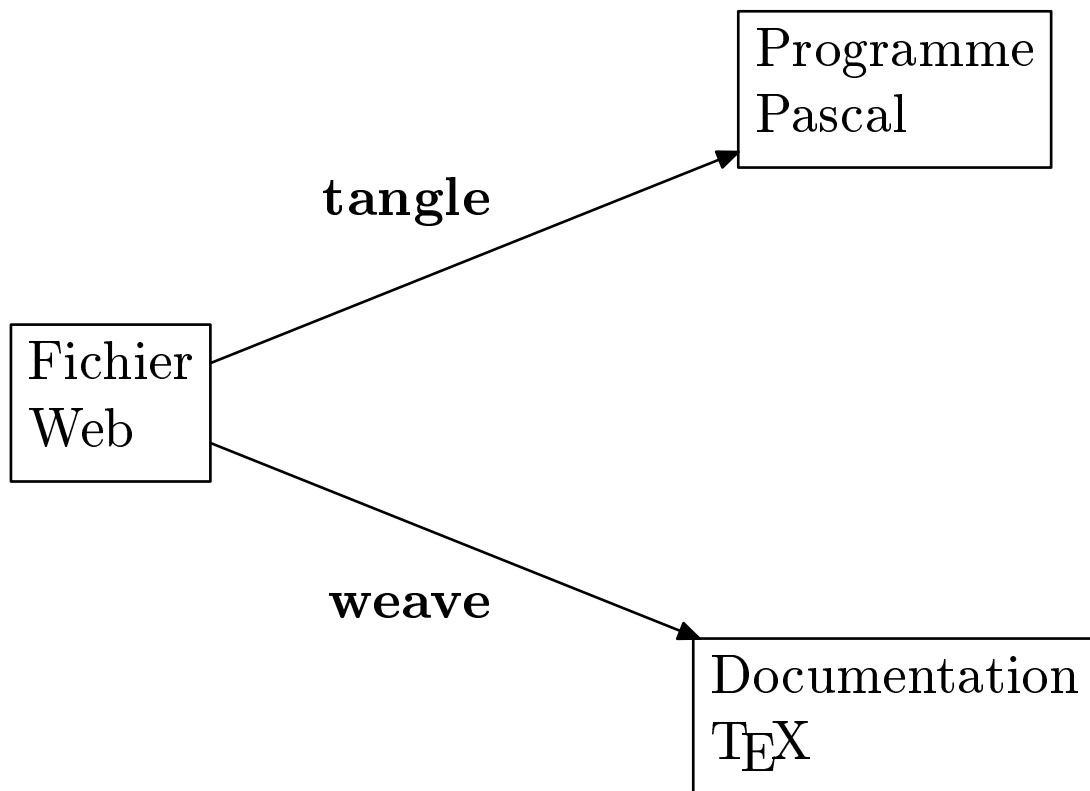 Programme
Pascal
tangle
Fichier
Web
weave
Documentation
TEX